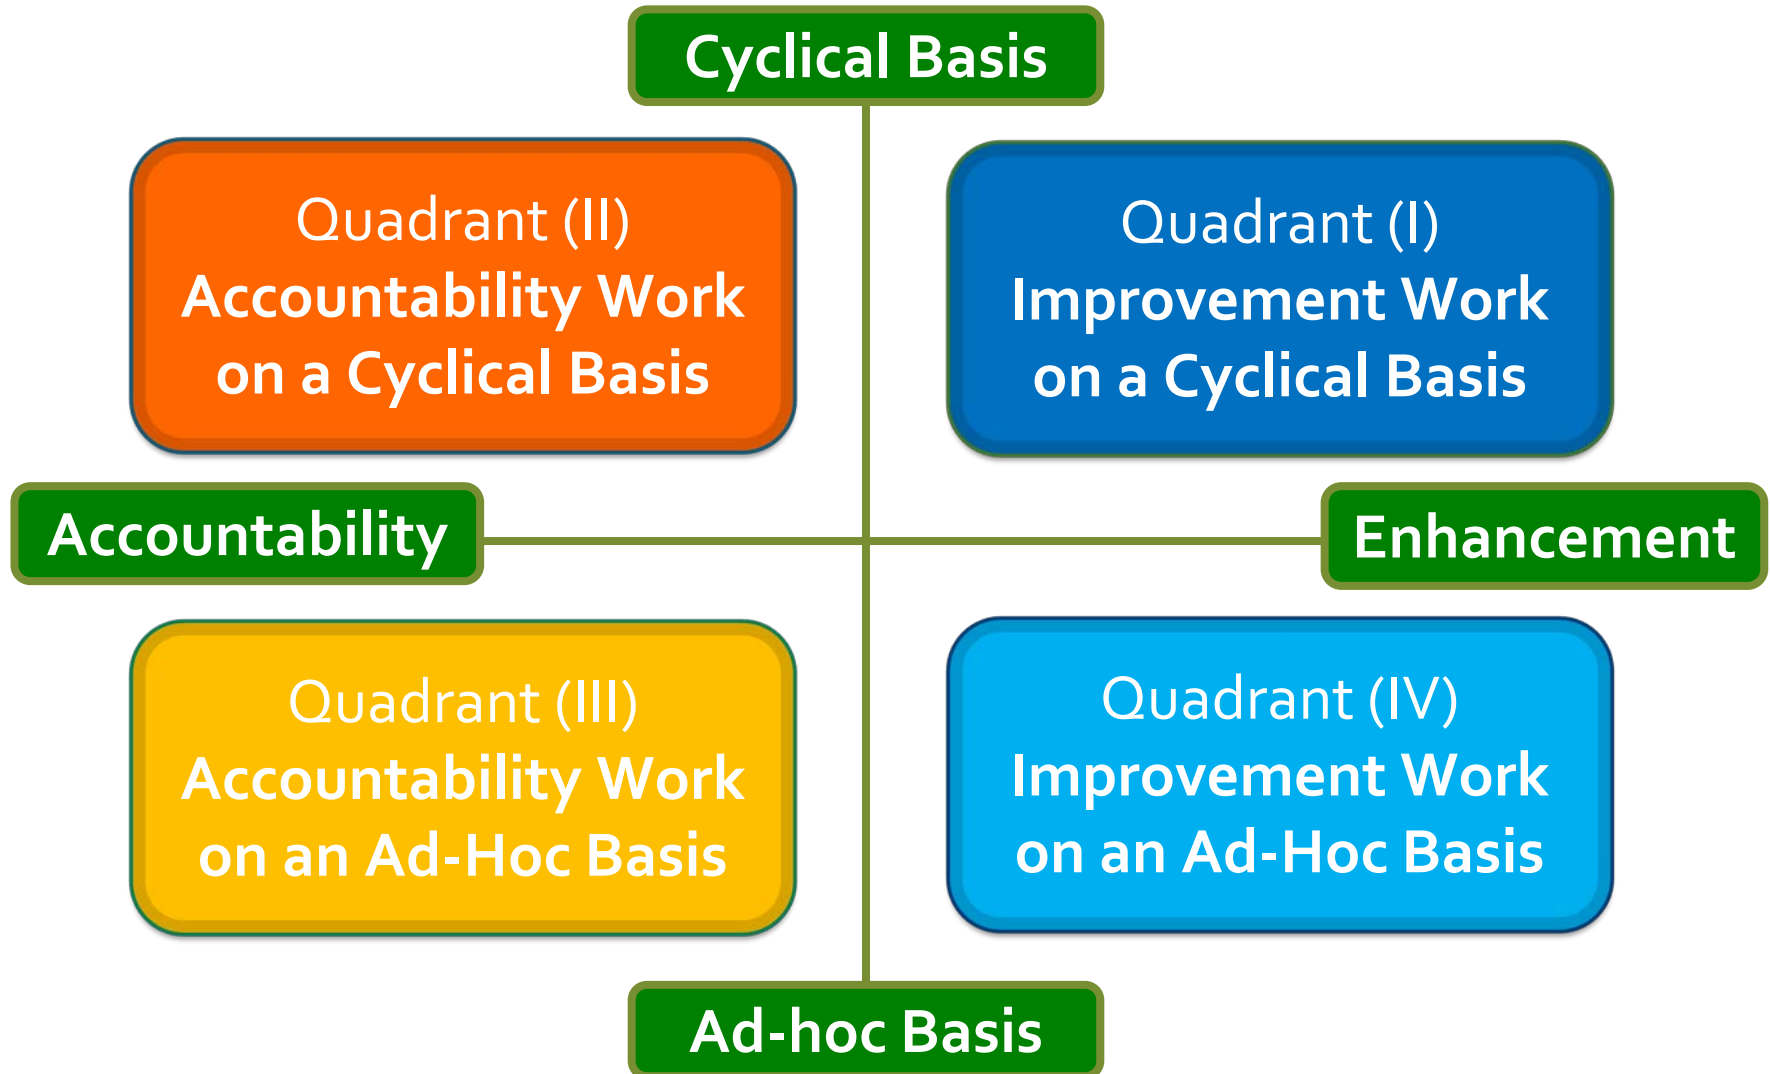 Cyclical Basis
Quadrant (II)
Accountability Work
on a Cyclical Basis
Quadrant (I)
Improvement Work
on a Cyclical Basis
Accountability
Enhancement
Quadrant (III)
Accountability Work
on an Ad-Hoc Basis
Quadrant (IV)
Improvement Work
on an Ad-Hoc Basis
Ad-hoc Basis